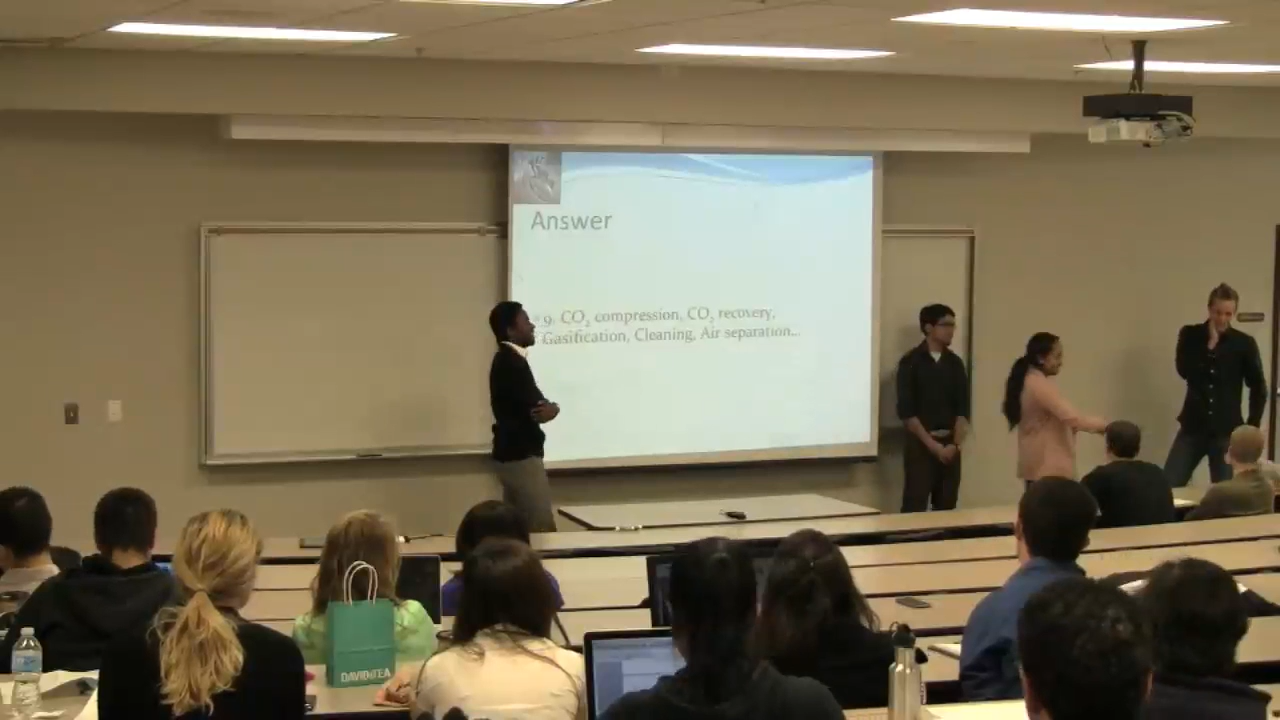 Answer
9. CO₂ compression, CO₂ recovery,
Gasification, Cleaning, Air separation...
DAVIDsTEA